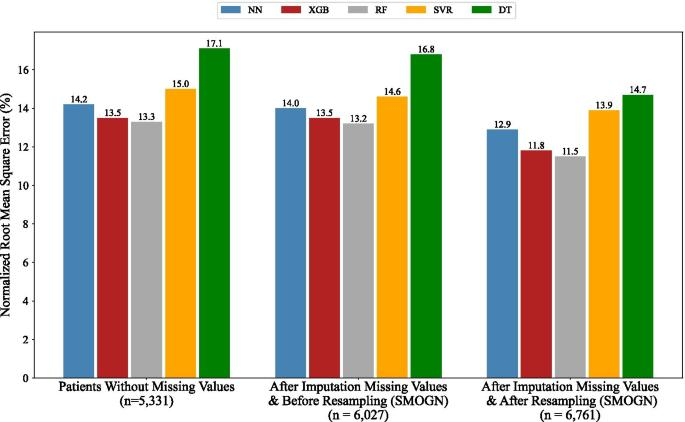 NN XGB RF SVR DT
Normalized Root Mean Square Error (%)
16
14
12
10
8
6
4
2
0
14.2 13.5 13.3 15.0 17.1
14.0 13.5 13.2 14.6 16.8
12.9 11.8 11.5 13.9 14.7
Patients Without Missing Values
(n=5,331)
After Imputation Missing Values
& Before Resampling (SMOGN)
(n = 6,027)
After Imputation Missing Values
& After Resampling (SMOGN)
(n = 6,761)